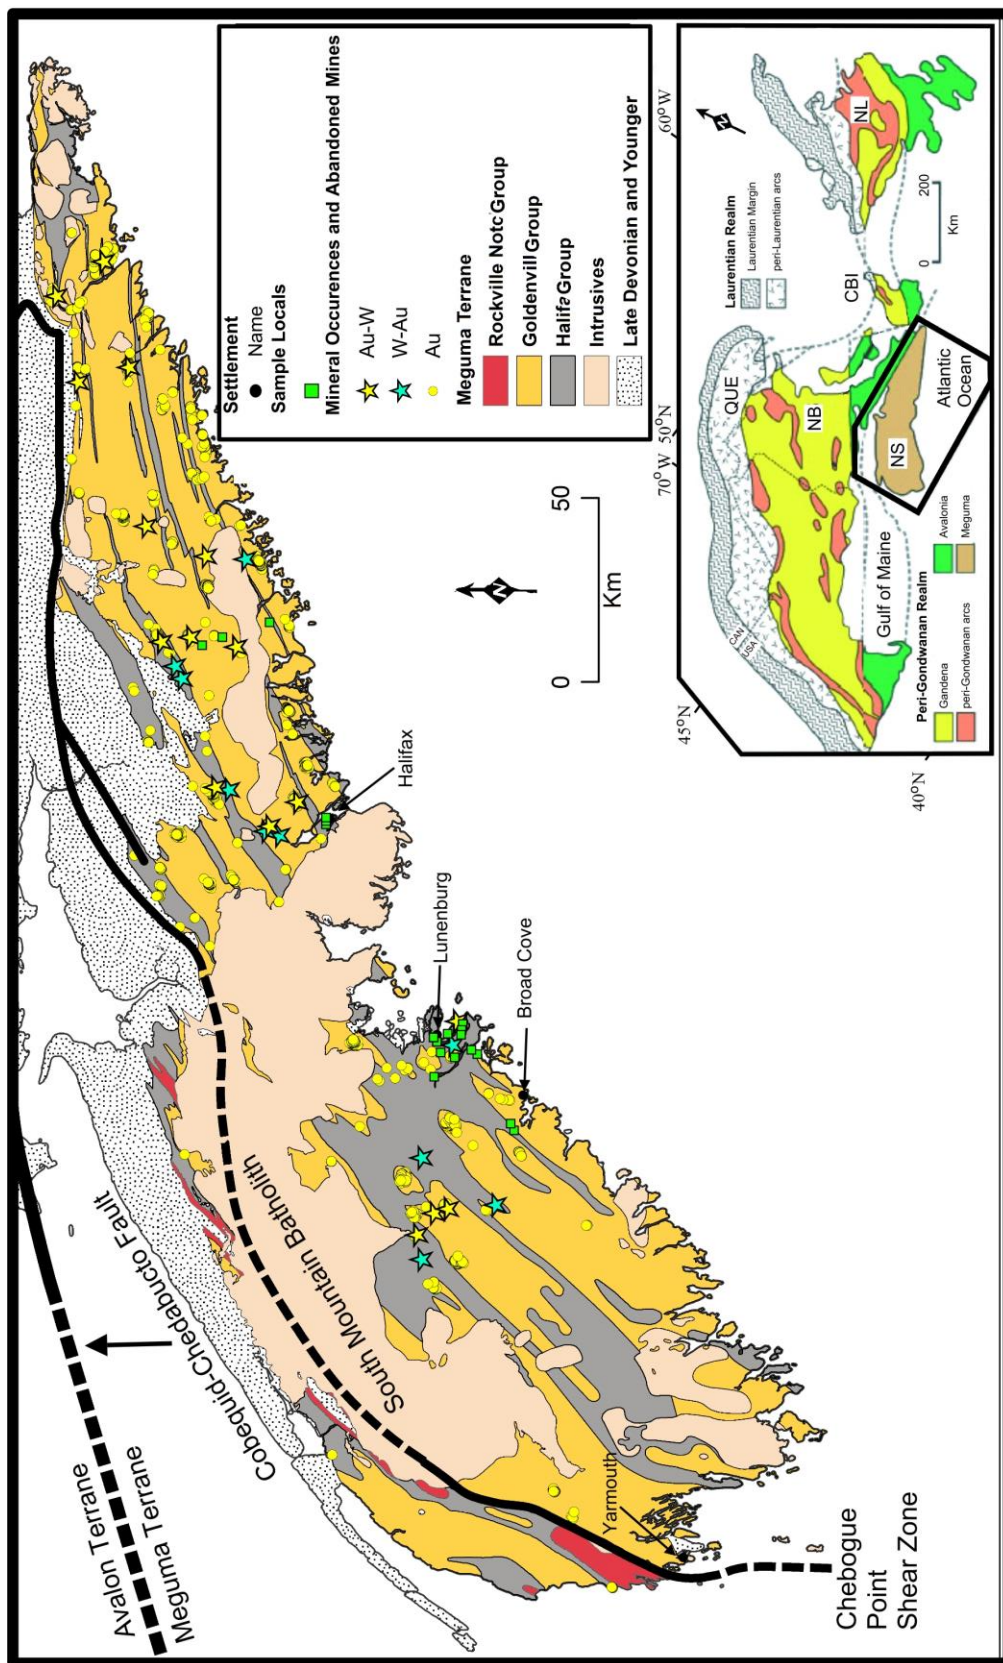 Avalon Terrane
Meguma Terrane
Cobequid-Chedabucto Fault
South Mountain Batholith
Chebogue
Point
Shear Zone
Yarmouth
Broad Cove
Lunenburg
Halifax
N
0
50
Km
Settlement
Name
Sample Locals
Mineral Occurences and Abandoned Mines
Au-W
W-Au
Au
Meguma Terrane
Rockville Notc Group
Goldenvill Group
Halif Group
Intrusives
Late Devonian and Younger
45°N
40°N
70°W
50°N
60°W
N
Laurentian Realm
Laurentian Margin
peri-Laurentian arcs
QUE
CAN
USA
NB
NS
CBI
NL
Gulf of Maine
Atlantic
Ocean
0
200
Km
Peri-Gondwanan Realm
Gandena
peri-Gondwanan arcs
Avalonia
Meguma